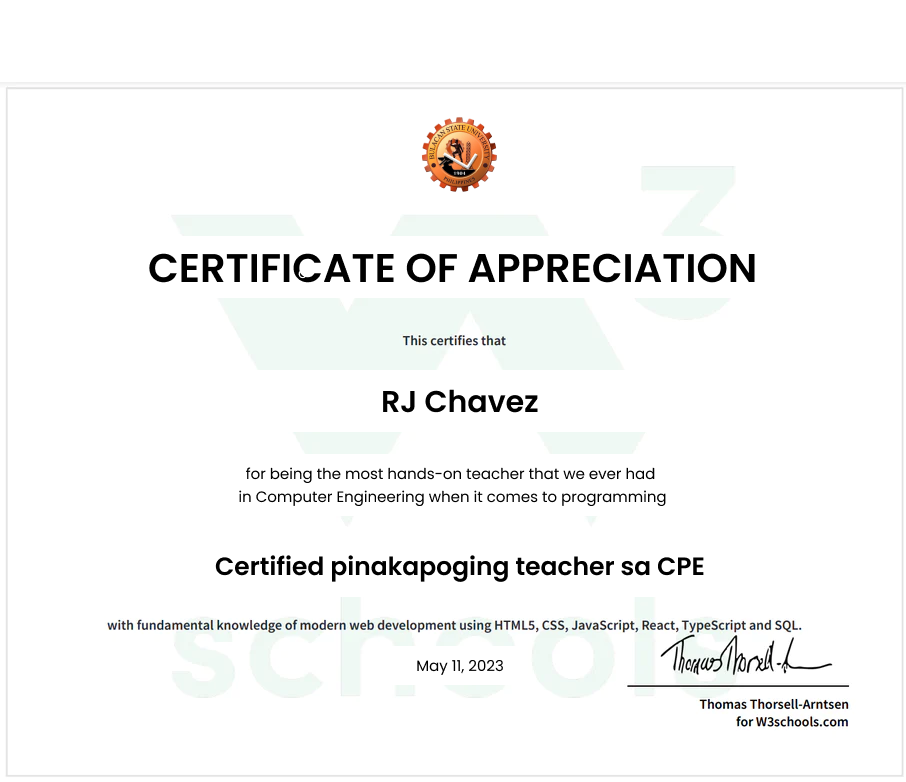 BULACAN STATE UNIVERSITY
1904
PHILIPPINES
W3
CERTIFICATE OF APPRECIATION
This certifies that
RJ Chavez
for being the most hands-on teacher that we ever had
in Computer Engineering when it comes to programming
Certified pinakapoging teacher sa CPE
with fundamental knowledge of modern web development using HTML5, CSS, JavaScript, React, TypeScript and SQL.
schools
May 11, 2023
Thomas Thorsell-A
Thomas Thorsell-Arntsen
for W3schools.com